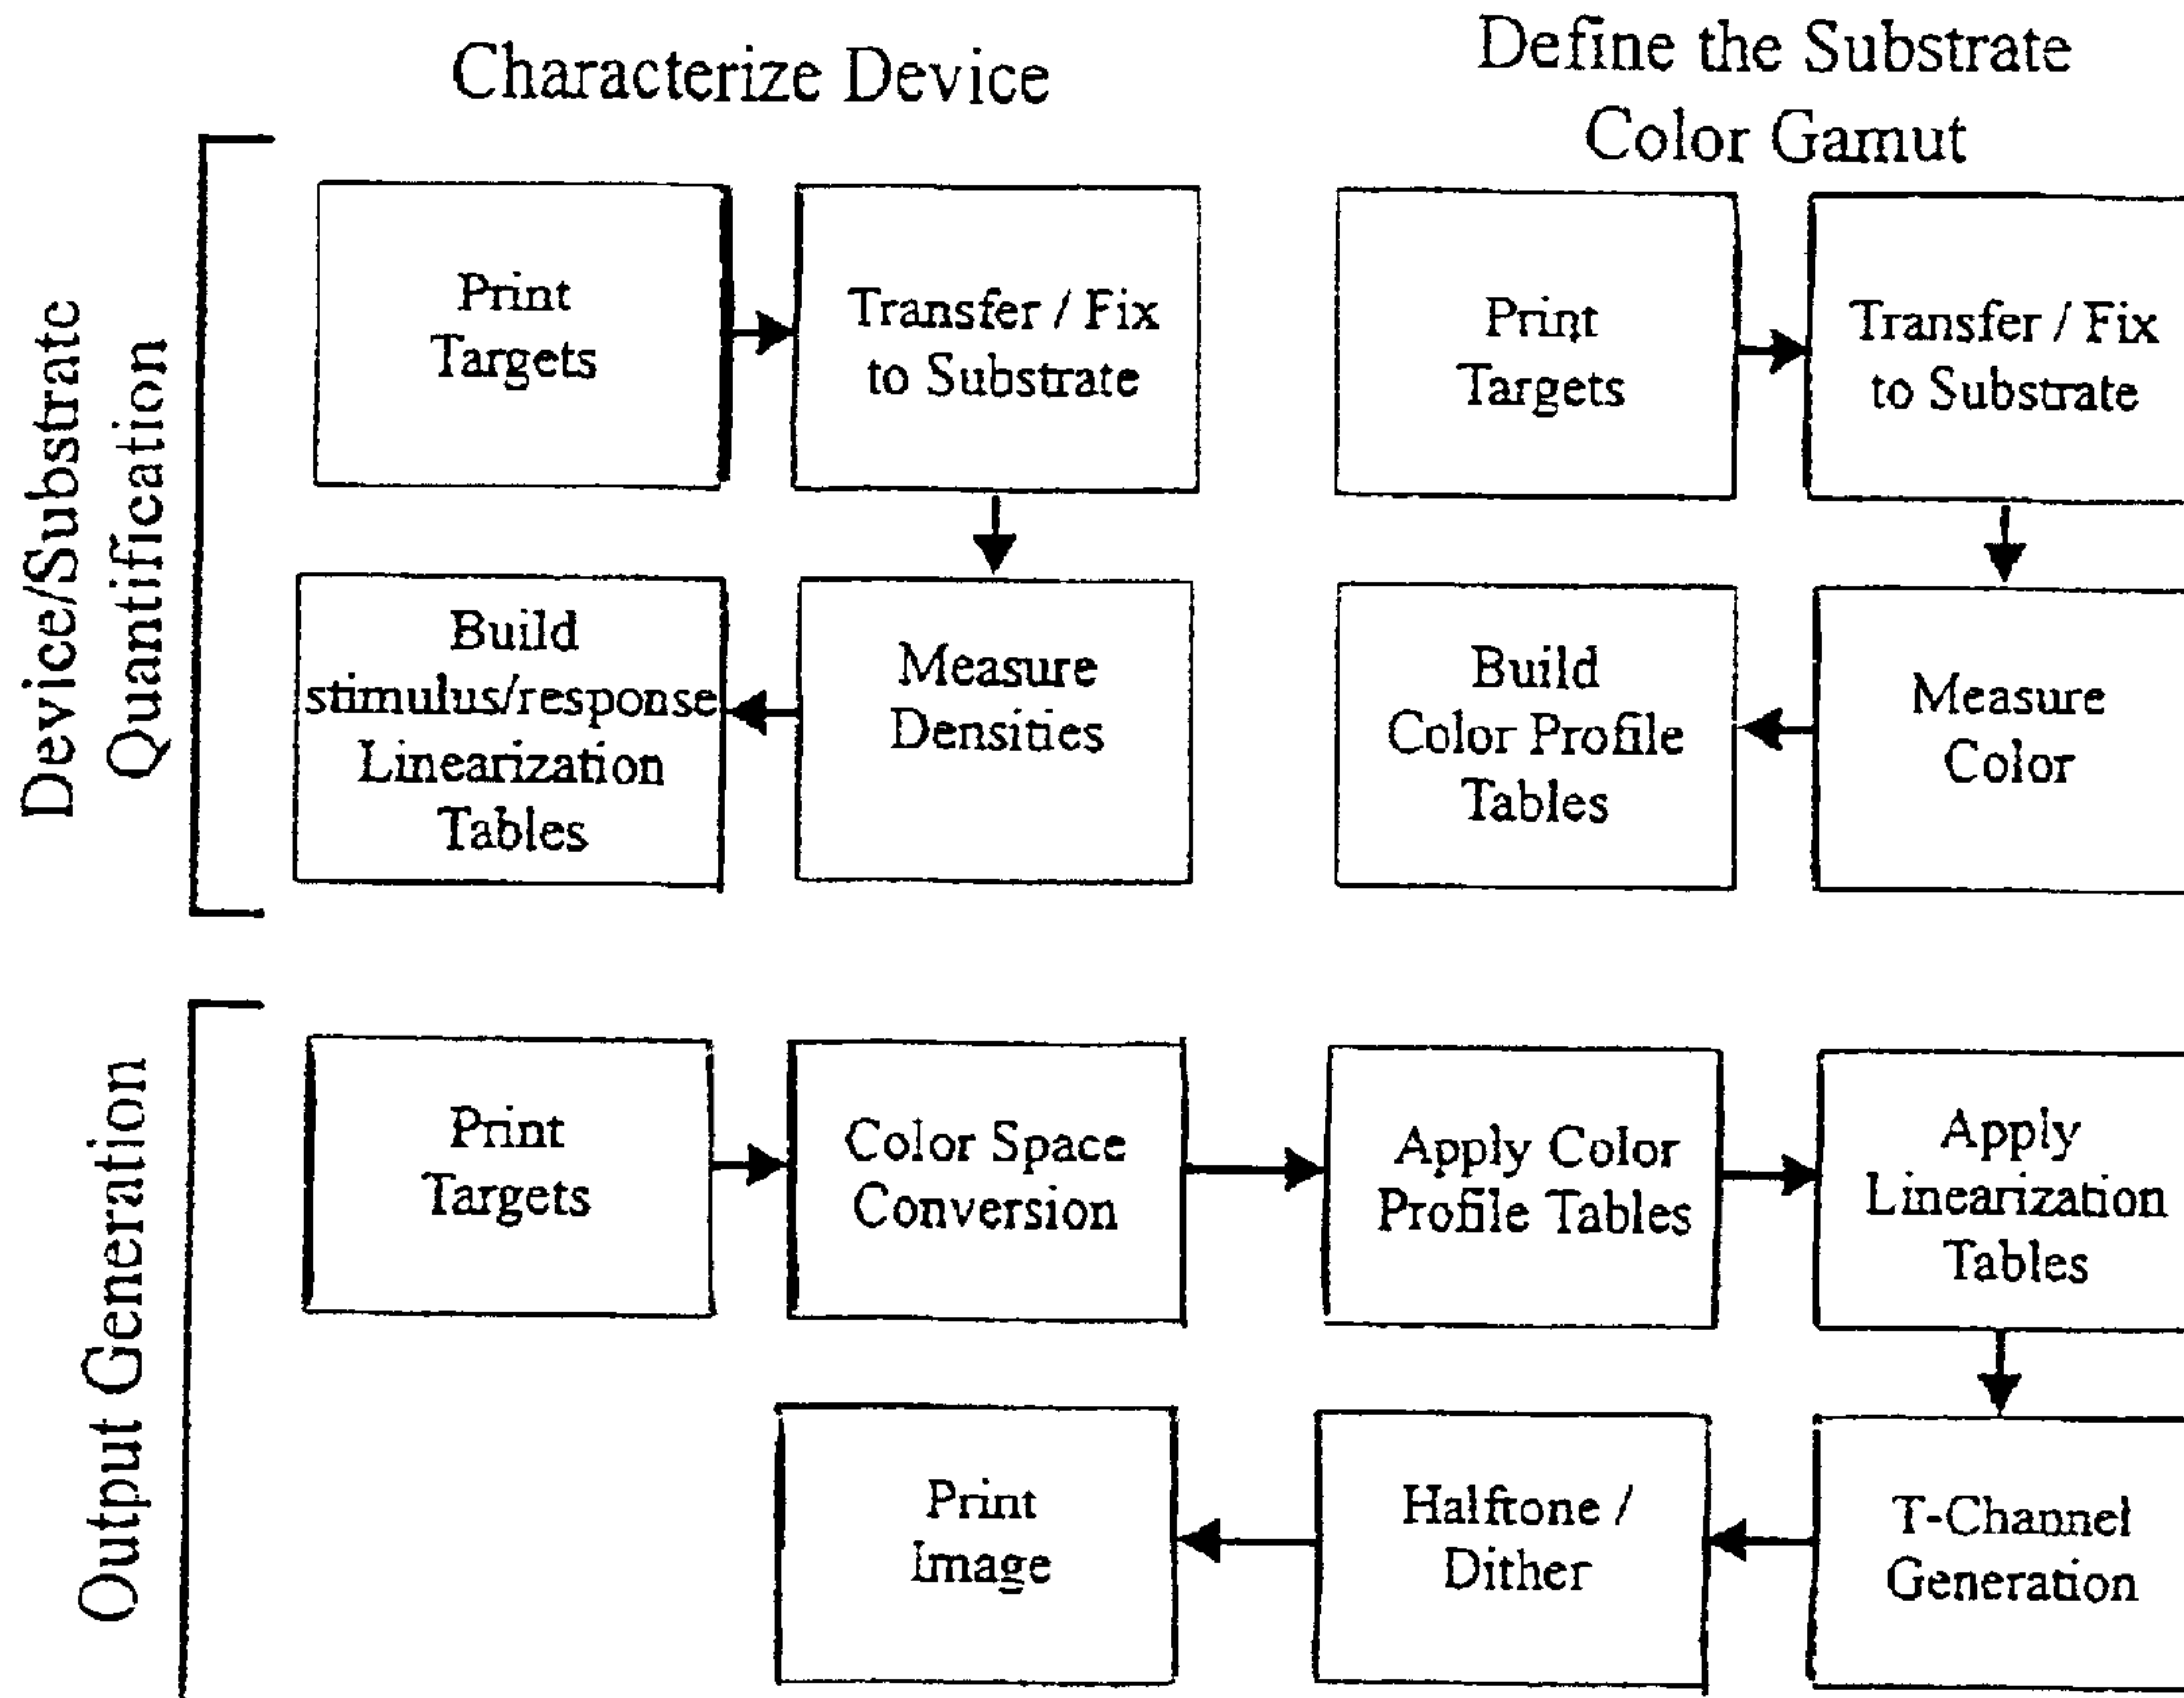 Characterize Device
Define the Substrate
Color Gamut
Device/Substrate
Quantification
Print
Targets
Transfer / Fix
to Substrate
Print
Targets
Transfer / Fix
to Substrate
Build
stimulus/response
Linearization
Tables
Measure
Densities
Build
Color Profile
Tables
Measure
Color
Output Generation
Print
Targets
Color Space
Conversion
Apply Color
Profile Tables
Apply
Linearization
Tables
Print
Image
Halftone /
Dither
T-Channel
Generation